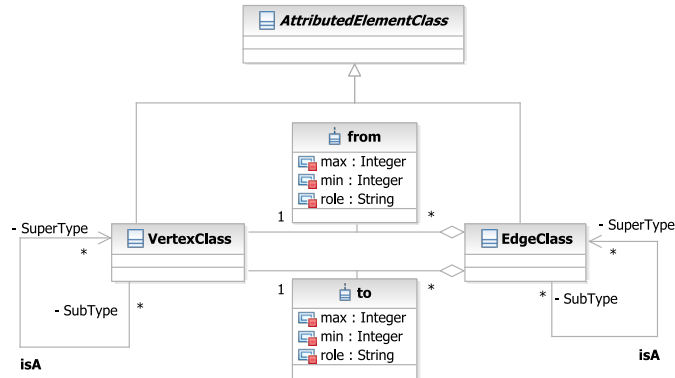 AttributedElementClass
from
max : Integer
min : Integer
role : String
1
*
- SuperType
*
VertexClass
EdgeClass
- SuperType
*
- SubType
*
isA
1
*
to
max : Integer
min : Integer
role : String
*
- SubType
isA